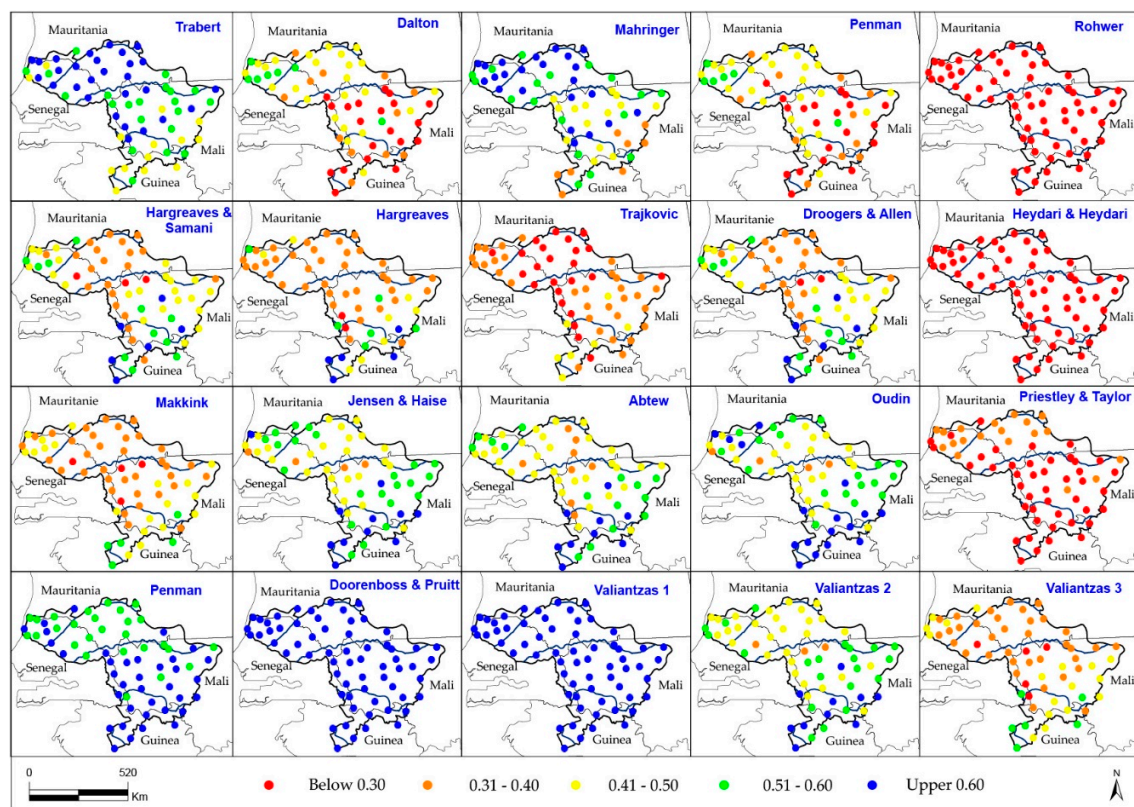 Mauritania
Trabert
Senegal
Mali
Guinea
Mauritania
Dalton
Senegal
Mali
Guinea
Mauritania
Mahringer
Senegal
Mali
Guinea
Mauritania
Penman
Senegal
Mali
Guinea
Mauritania
Rohwer
Senegal
Mali
Guinea
Mauritania
Hargreaves &
Samani
Senegal
Mali
Guinea
Mauritanie
Hargreaves
Senegal
Mali
Guinea
Mauritania
Trajkovic
Senegal
Mali
Guinea
Mauritanie
Droogers & Allen
Senegal
Mali
Guinea
Mauritania
Heydari & Heydari
Senegal
Mali
Guinea
Mauritanie
Makkink
Senegal
Mali
Guinea
Mauritania
Jensen & Haise
Senegal
Mali
Guinea
Mauritania
Abtew
Senegal
Mali
Guinea
Mauritania
Oudin
Senegal
Mali
Guinea
Mauritania
Priestley & Taylor
Senegal
Mali
Guinea
Mauritania
Penman
Senegal
Mali
Guinea
Mauritania
Doorenboss & Pruitt
Senegal
Mali
Guinea
Mauritania
Valiantzas 1
Senegal
Mali
Guinea
Mauritania
Valiantzas 2
Senegal
Mali
Guinea
Mauritania
Valiantzas 3
Senegal
Mali
Guinea
0 520
Km
Below 0.30 0.31 - 0.40 0.41 - 0.50 0.51 - 0.60 Upper 0.60
N